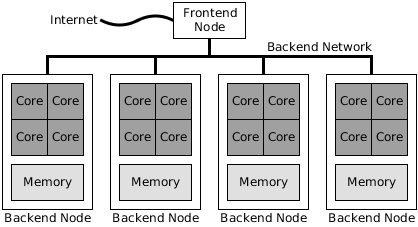 Internet
Frontend
Node
Backend Network
Core Core Core Core Core Core Core Core
Core Core Core Core Core Core Core Core
Memory Memory Memory Memory
Backend Node Backend Node Backend Node Backend Node